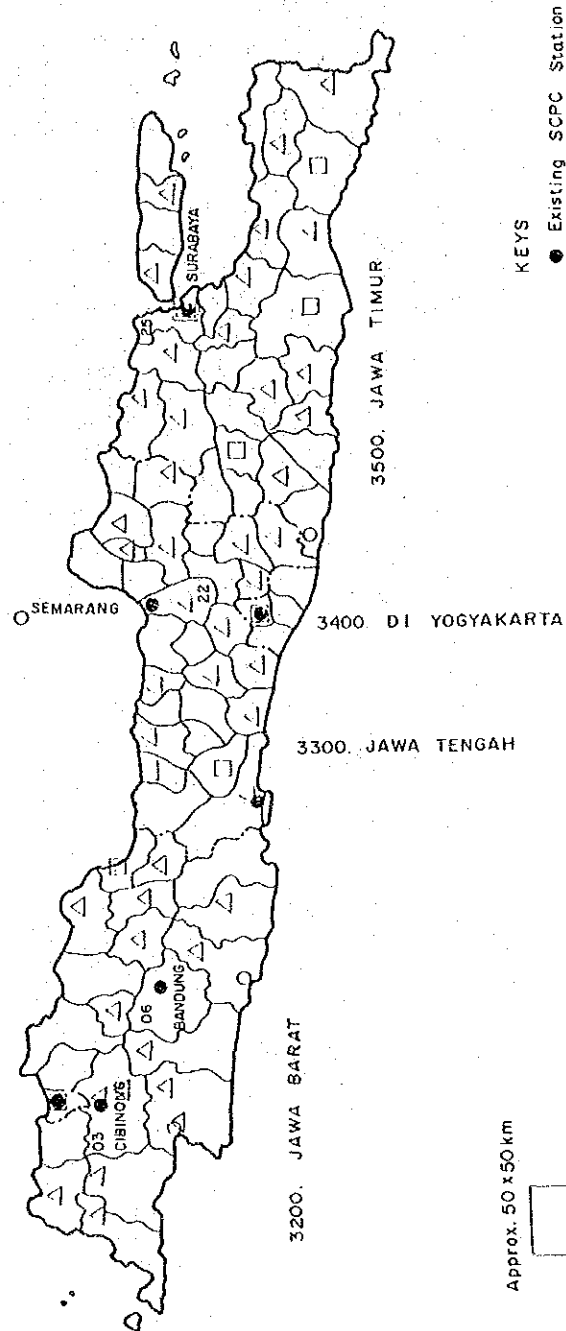 SEMARANG
22
25
SURABAYA
03
CIBINONG
06
BANDUNG
3200. JAWA BARAT
3300. JAWA TENGAH
3400. DI YOGYAKARTA
3500. JAWA TIMUR
Approx. 50 x 50 km
KEYS
Existing SCPC Station